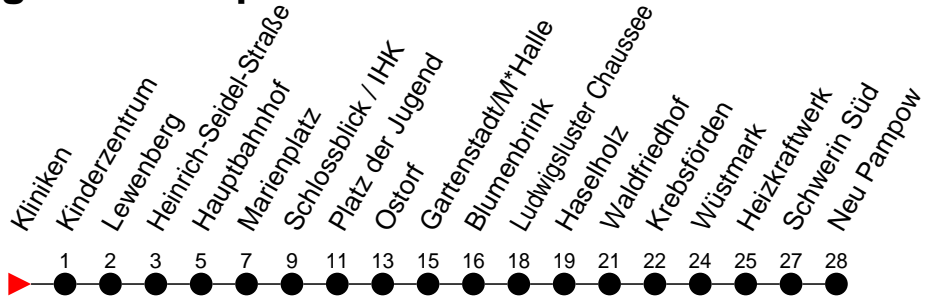 Kliniken
Kinderzentrum
Lewenberg
Heinrich-Seidel-Straße
Hauptbahnhof
Marienplatz
Schlossblick / IHK
Platz der Jugend
Ostorf
Gartenstadt/M*Halle
Blumenbrink
Ludwigsluster Chaussee
Haselholz
Waldfriedhof
Krebsförden
Wüstmark
Heizkraftwerk
Schwerin Süd
Neu Pampow
1 2 3 5 7 9 11 13 15 16 18 19 21 22 24 25 27 28